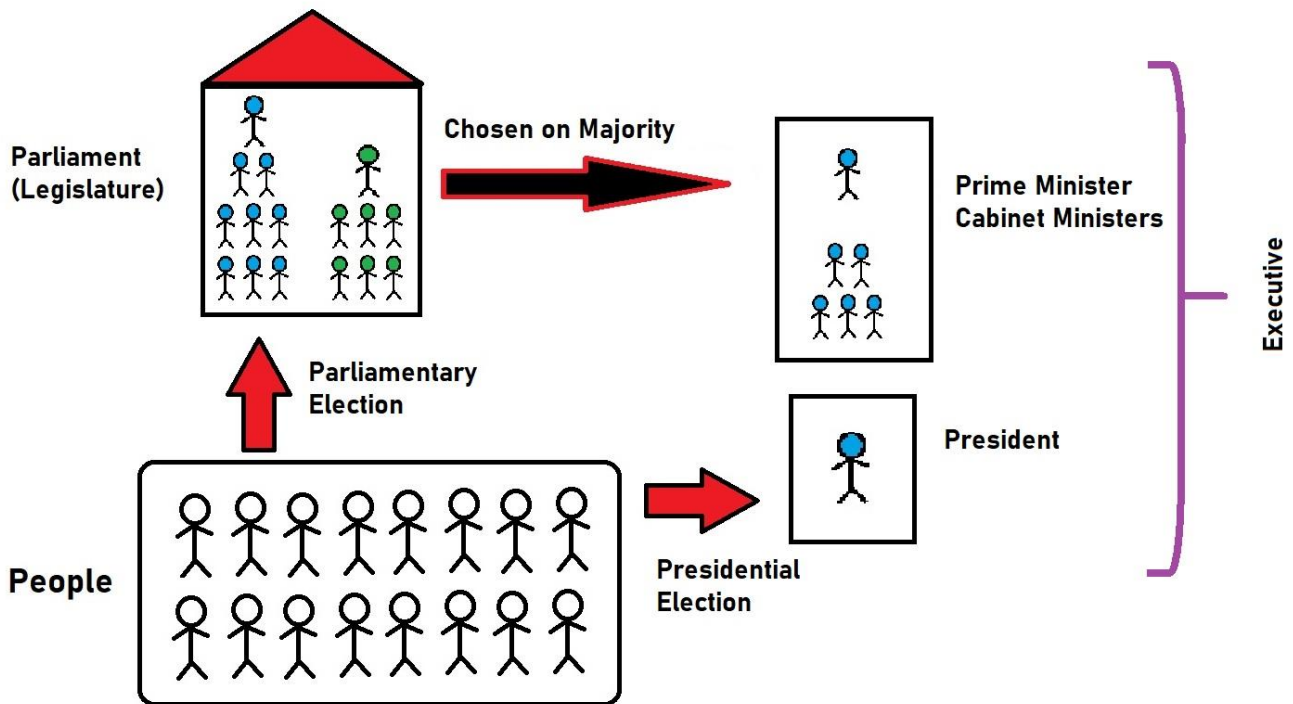 Parliament
(Legislature)
Chosen on Majority
Prime Minister
Cabinet Ministers
Executive
Parliamentary
Election
President
People
Presidential
Election